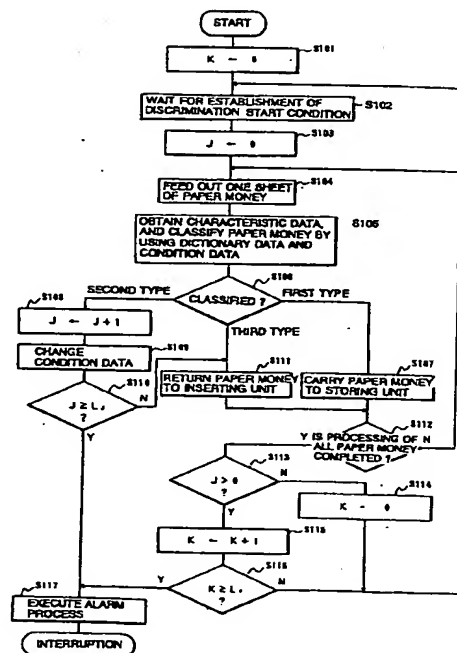 START
S101
K ← 0
WAIT FOR ESTABLISHMENT OF
DISCRIMINATION START CONDITION
S102
S103
J ← 0
S104
FEED OUT ONE SHEET
OF PAPER MONEY
OBTAIN CHARACTERISTIC DATA,
AND CLASSIFY PAPER MONEY BY
USING DICTIONARY DATA AND
CONDITION DATA
S105
S106
SECOND TYPE
CLASSIFIED ?
FIRST TYPE
THIRD TYPE
S108
J ← J+1
S109
CHANGE
CONDITION DATA
S110
J ≥ L
?
N
Y
S111
RETURN PAPER MONEY
TO INSERTING UNIT
S107
CARRY PAPER MONEY
TO STORING UNIT
S112
Y IS PROCESSING OF N
ALL PAPER MONEY
COMPLETED ?
S113
J > 0
?
N
Y
S114
K ← 0
S115
K ← K+1
S116
Y
K ≥ L
?
N
S117
EXECUTE ALARM
PROCESS
INTERRUPTION